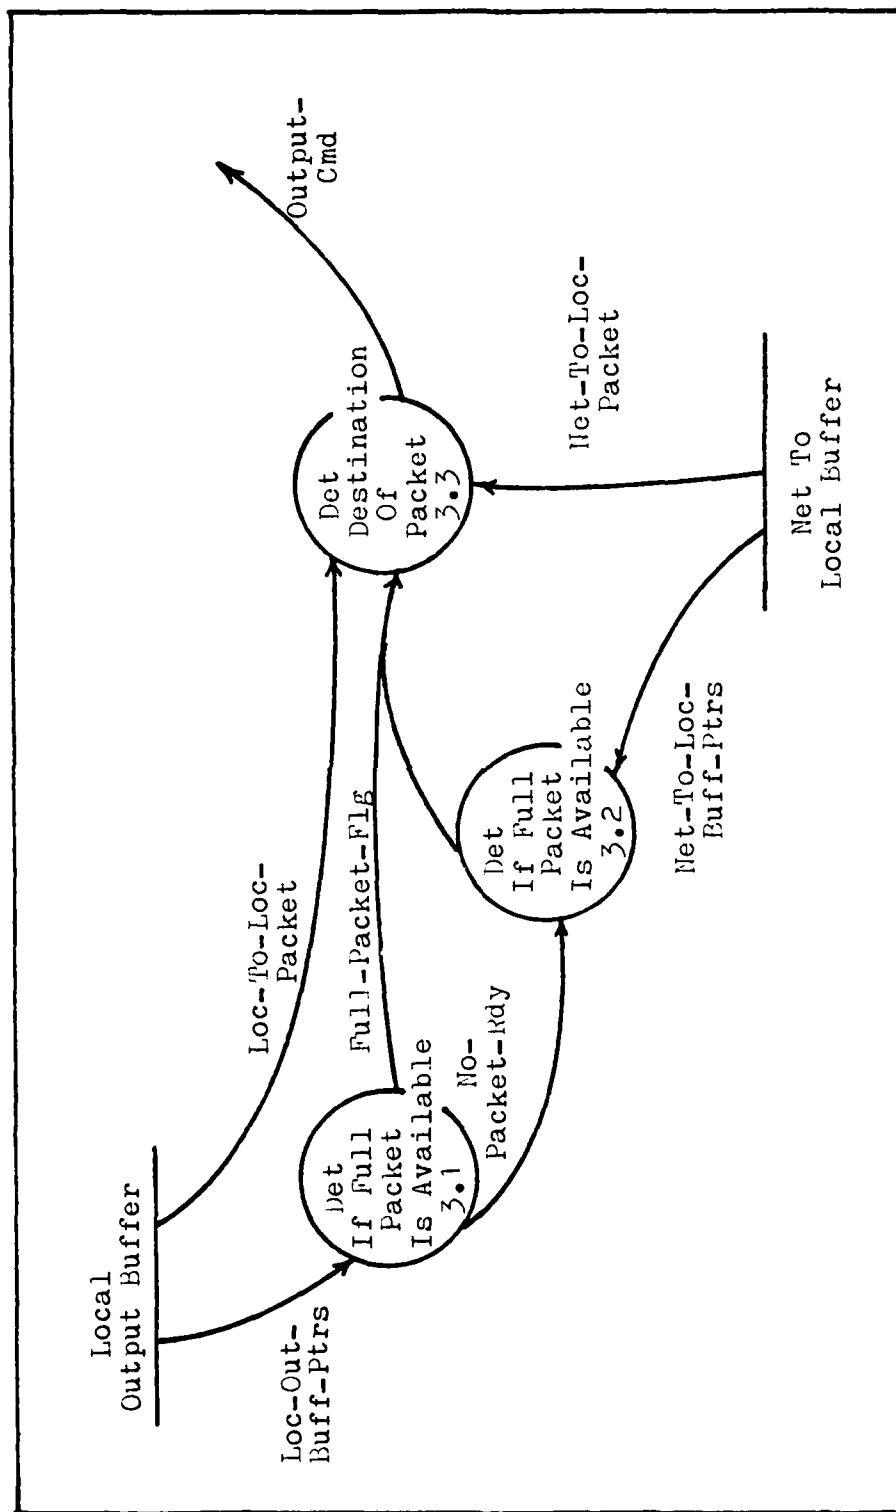 Local
Output Buffer
Loc-Out-
Buff-Ptrs
Loc-To-Loc-
Packet
Det
If Full
Packet
Is Available
3.1
Full-Packet-Flg
No-
Packet-Rdy
Det
If Full
Packet
Is Available
3.2
Net-To-Loc-
Buff-Ptrs
Det
Destination
Of
Packet
3.3
Output-
Cmd
Net-To-Loc-
Packet
Net To
Local Buffer